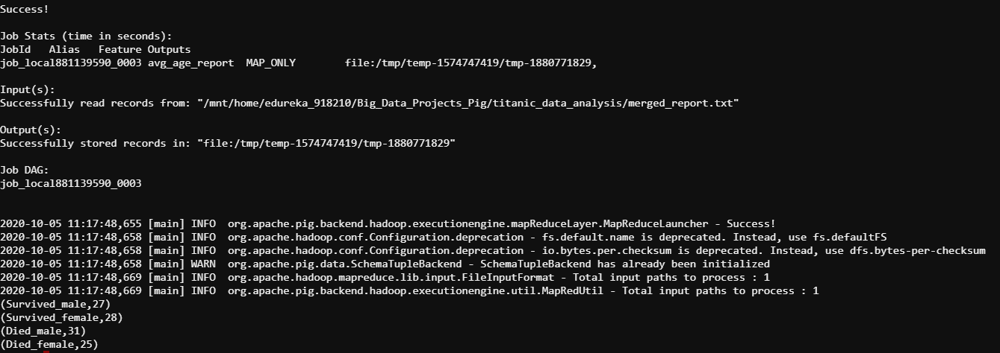 Success!
Job Stats (time in seconds):
JobId Alias Feature Outputs
job_local881139590_0003 avg_age_report MAP_ONLY file:/tmp/temp-1574747419/tmp-1880771829,
Input(s):
Successfully read records from: "/mnt/home/edureka_918210/Big_Data_Projects_Pig/titanic_data_analysis/merged_report.txt"
Output(s):
Successfully stored records in: "file:/tmp/temp-1574747419/tmp-1880771829"
Job DAG:
job_local881139590_0003
2020-10-05 11:17:48,655 [main] INFO org.apache.pig.backend.hadoop.executionengine.mapReduceLayer.MapReduceLauncher - Success!
2020-10-05 11:17:48,658 [main] INFO org.apache.hadoop.conf.Configuration.deprecation - fs.default.name is deprecated. Instead, use fs.defaultFS
2020-10-05 11:17:48,658 [main] INFO org.apache.hadoop.conf.Configuration.deprecation - io.bytes.per.checksum is deprecated. Instead, use dfs.bytes-per-checksum
2020-10-05 11:17:48,658 [main] WARN org.apache.pig.data.SchemaTupleBackend - SchemaTupleBackend has already been initialized
2020-10-05 11:17:48,669 [main] INFO org.apache.hadoop.mapreduce.lib.input.FileInputFormat - Total input paths to process : 1
2020-10-05 11:17:48,669 [main] INFO org.apache.pig.backend.hadoop.executionengine.util.MapRedUtil - Total input paths to process : 1
(Survived_male,27)
(Survived_female,28)
(Died_male,31)
(Died_female,25)